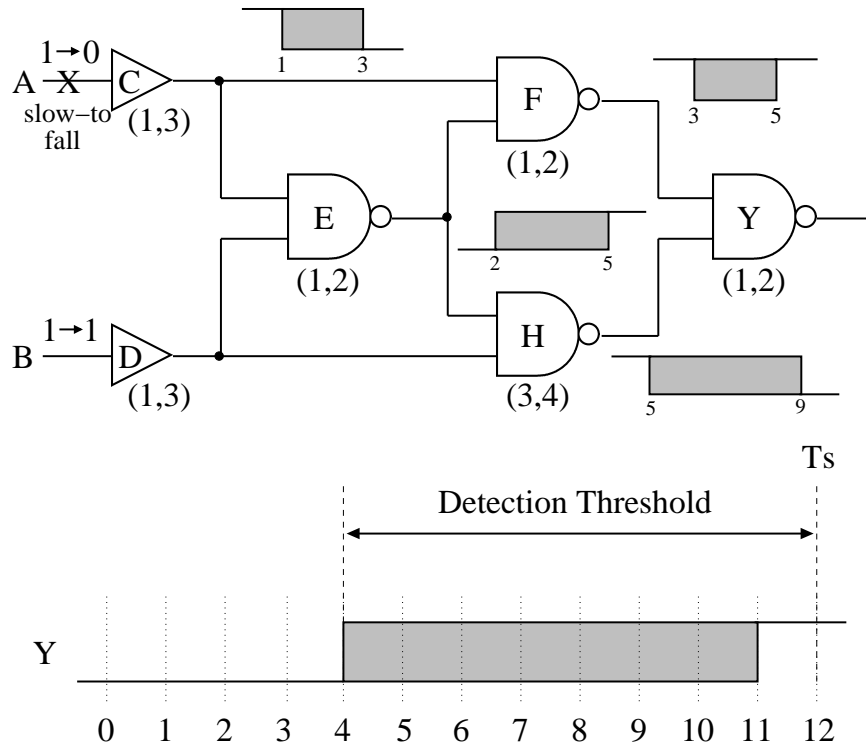 1→0
A X C
slow−to
fall
(1,3)
1 3
F
(1,2)
3 5
E
(1,2)
2 5
Y
(1,2)
1→1
B D
(1,3)
H
(3,4)
5 9
Ts
Detection Threshold
Y
0 1 2 3 4 5 6 7 8 9 10 11 12